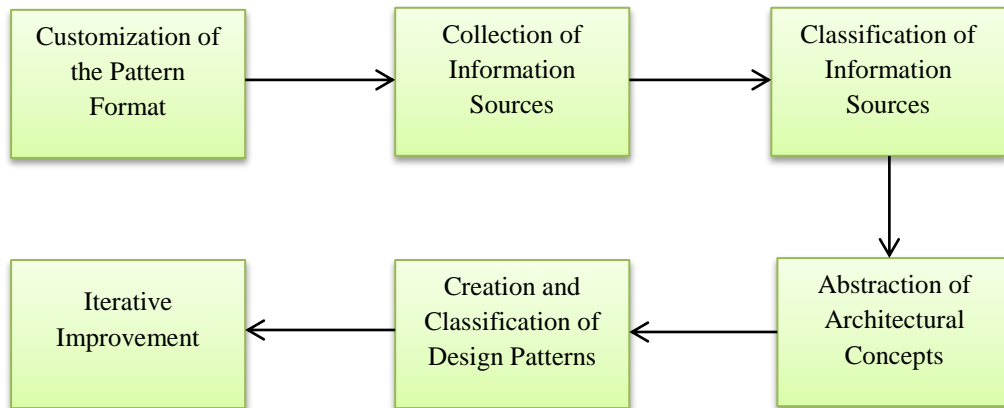 Customization of
the Pattern
Format
Collection of
Information
Sources
Classification of
Information
Sources
Abstraction of
Architectural
Concepts
Creation and
Classification of
Design Patterns
Iterative
Improvement